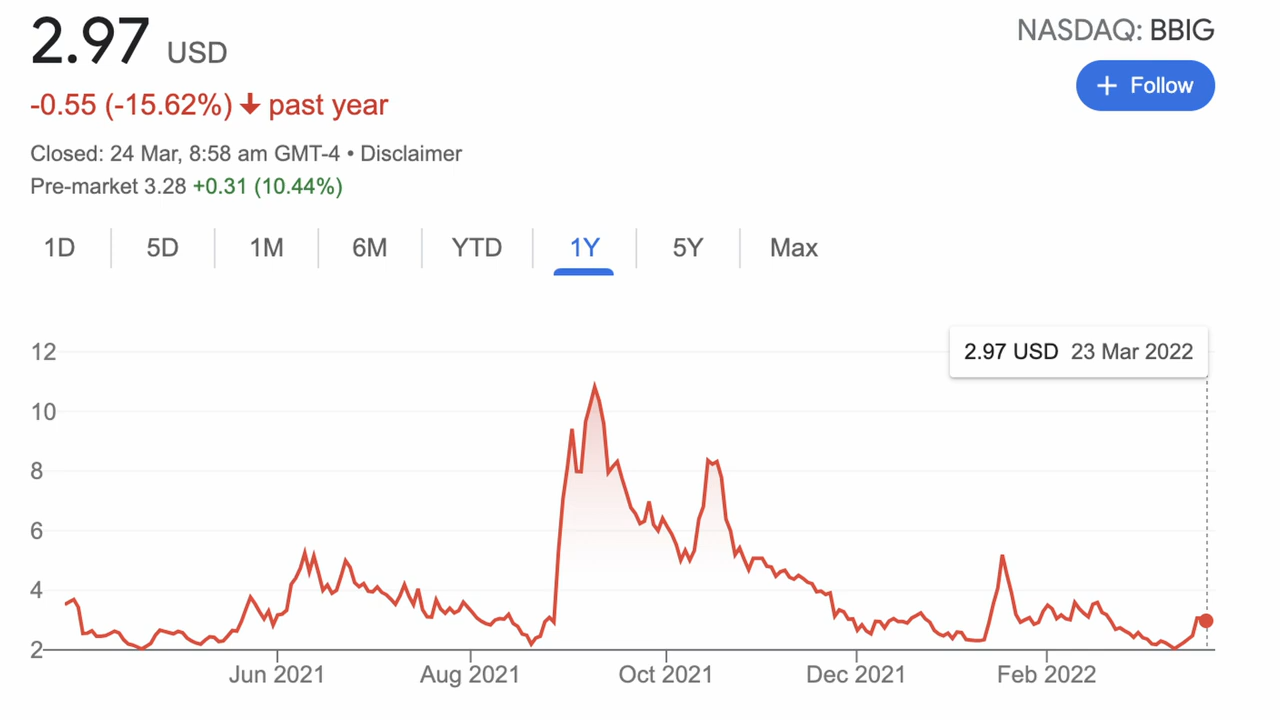 2.97 USD
NASDAQ: BBIG
+ Follow
-0.55 (-15.62%) ↓ past year
Closed: 24 Mar, 8:58 am GMT-4 • Disclaimer
Pre-market 3.28 +0.31 (10.44%)
1D 5D 1M 6M YTD 1Y 5Y Max
2.97 USD 23 Mar 2022
12
10
8
6
4
2
Jun 2021 Aug 2021 Oct 2021 Dec 2021 Feb 2022